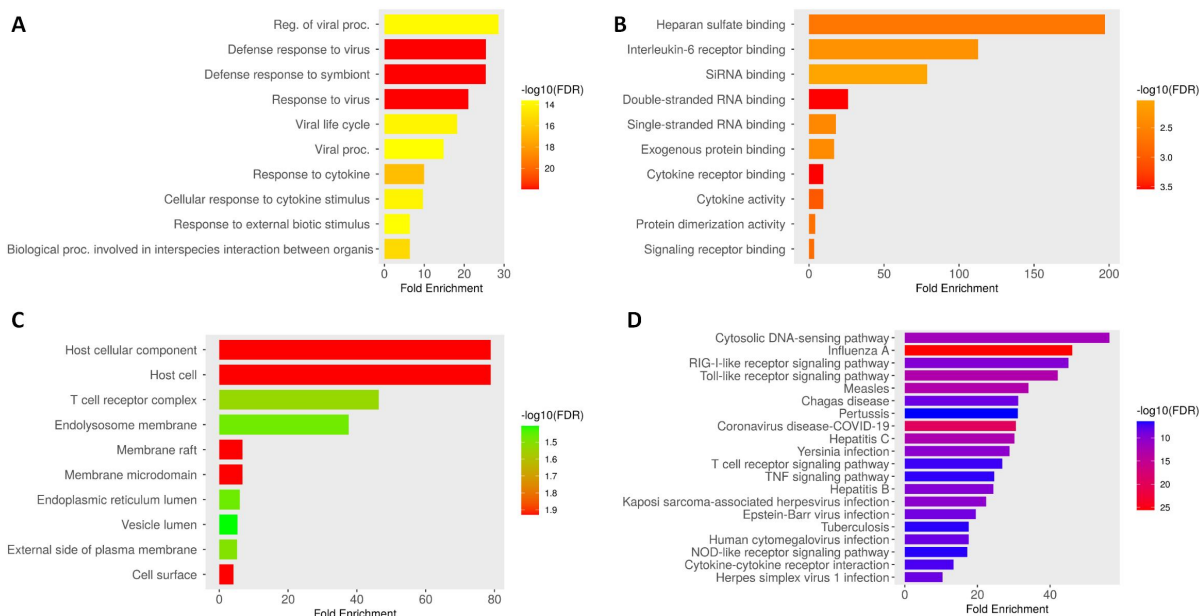 A
Reg. of viral proc.
Defense response to virus
Defense response to symbiont
Response to virus
Viral life cycle
Viral proc.
Response to cytokine
Cellular response to cytokine stimulus
Response to external biotic stimulus
Biological proc. involved in interspecies interaction between organis
0 10 20 30
Fold Enrichment
-log10(FDR)
14
16
18
20
B
Heparan sulfate binding
Interleukin-6 receptor binding
SiRNA binding
Double-stranded RNA binding
Single-stranded RNA binding
Exogenous protein binding
Cytokine receptor binding
Cytokine activity
Protein dimerization activity
Signaling receptor binding
0 50 100 150 200
Fold Enrichment
-log10(FDR)
2.0
2.5
3.0
3.5
C
Host cellular component
Host cell
T cell receptor complex
Endolysosome membrane
Membrane raft
Membrane microdomain
Endoplasmic reticulum lumen
Vesicle lumen
External side of plasma membrane
Cell surface
0 20 40 60 80
Fold Enrichment
-log10(FDR)
1.5
1.6
1.7
1.8
1.9
D
Cytosolic DNA-sensing pathway
Influenza A
RIG-I-like receptor signaling pathway
Toll-like receptor signaling pathway
Measles
Chagas disease
Pertussis
Coronavirus disease-COVID-19
Hepatitis C
Yersinia infection
T cell receptor signaling pathway
TNF signaling pathway
Hepatitis B
Kaposi sarcoma-associated herpesvirus infection
Epstein-Barr virus infection
Tuberculosis
Human cytomegalovirus infection
NOD-like receptor signaling pathway
Cytokine-cytokine receptor interaction
Herpes simplex virus 1 infection
0 20 40
Fold Enrichment
-log10(FDR)
10
15
20
25